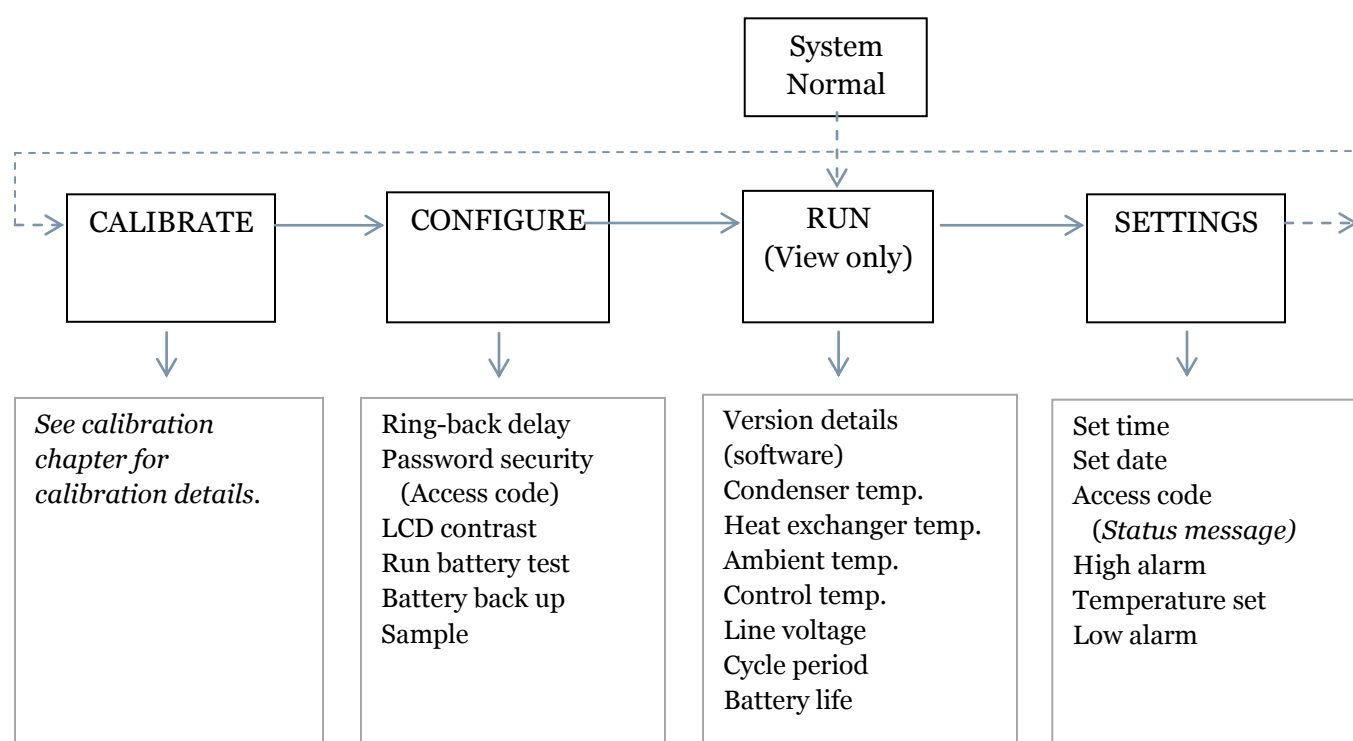 System
Normal
CALIBRATE
CONFIGURE
RUN
(View only)
SETTINGS
See calibration
chapter for
calibration details.
Ring-back delay
Password security
(Access code)
LCD contrast
Run battery test
Battery back up
Sample
Version details
(software)
Condenser temp.
Heat exchanger temp.
Ambient temp.
Control temp.
Line voltage
Cycle period
Battery life
Set time
Set date
Access code
(Status message)
High alarm
Temperature set
Low alarm